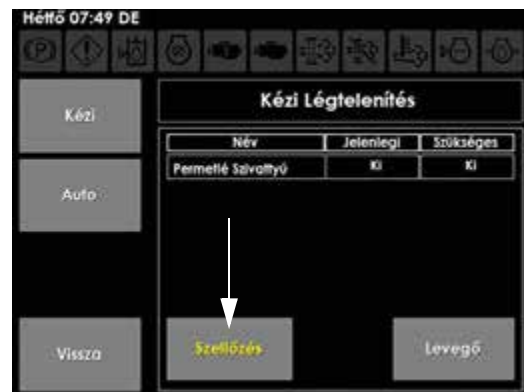 Hétfő 07:49 DE
Kézi
Kézi Légtelenítés
Név Jelenlegi Szükséges
Permetlé Szivattyú Ki Ki
Auto
Vissza
Szellőzés
Levegő